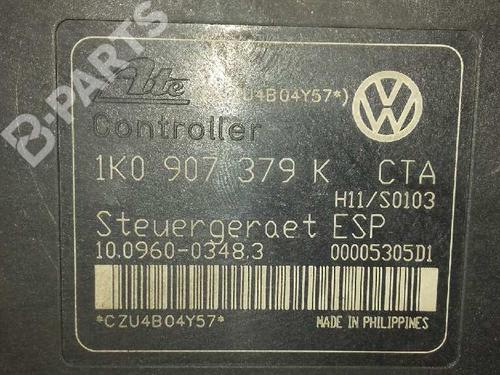 B-PARTS
Ate
U4B04Y57*)
Controller
1K0 907 379 K CTA
H11/S0103
Steuergeraet ESP
10.0960-0348.3 00005305D1
*CZU4B04Y57* MADE IN PHILIPPINES